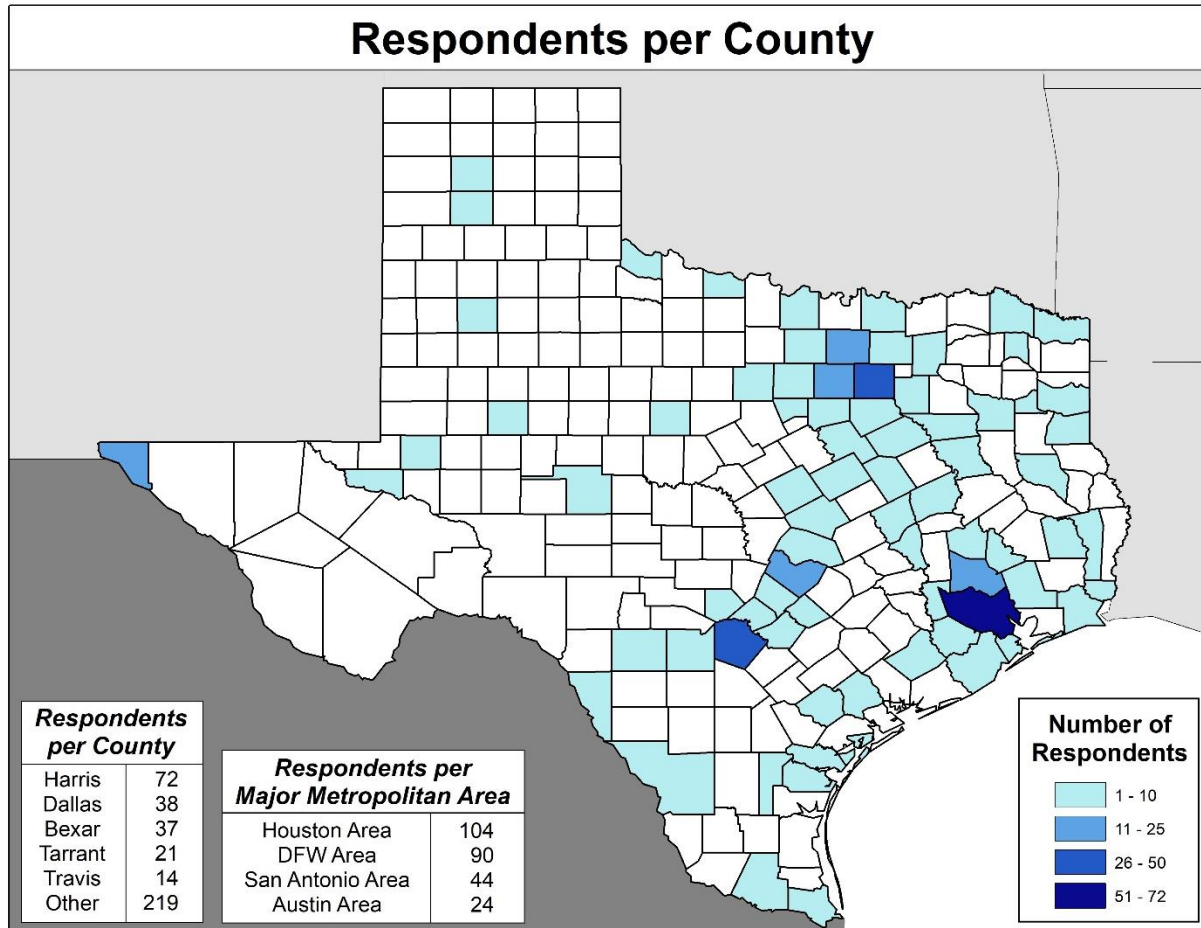 Respondents per County
Respondents
per County
Harris 72
Dallas 38
Bexar 37
Tarrant 21
Travis 14
Other 219
Respondents per
Major Metropolitan Area
Houston Area 104
DFW Area 90
San Antonio Area 44
Austin Area 24
Number of
Respondents
1 - 10
11 - 25
26 - 50
51 - 72